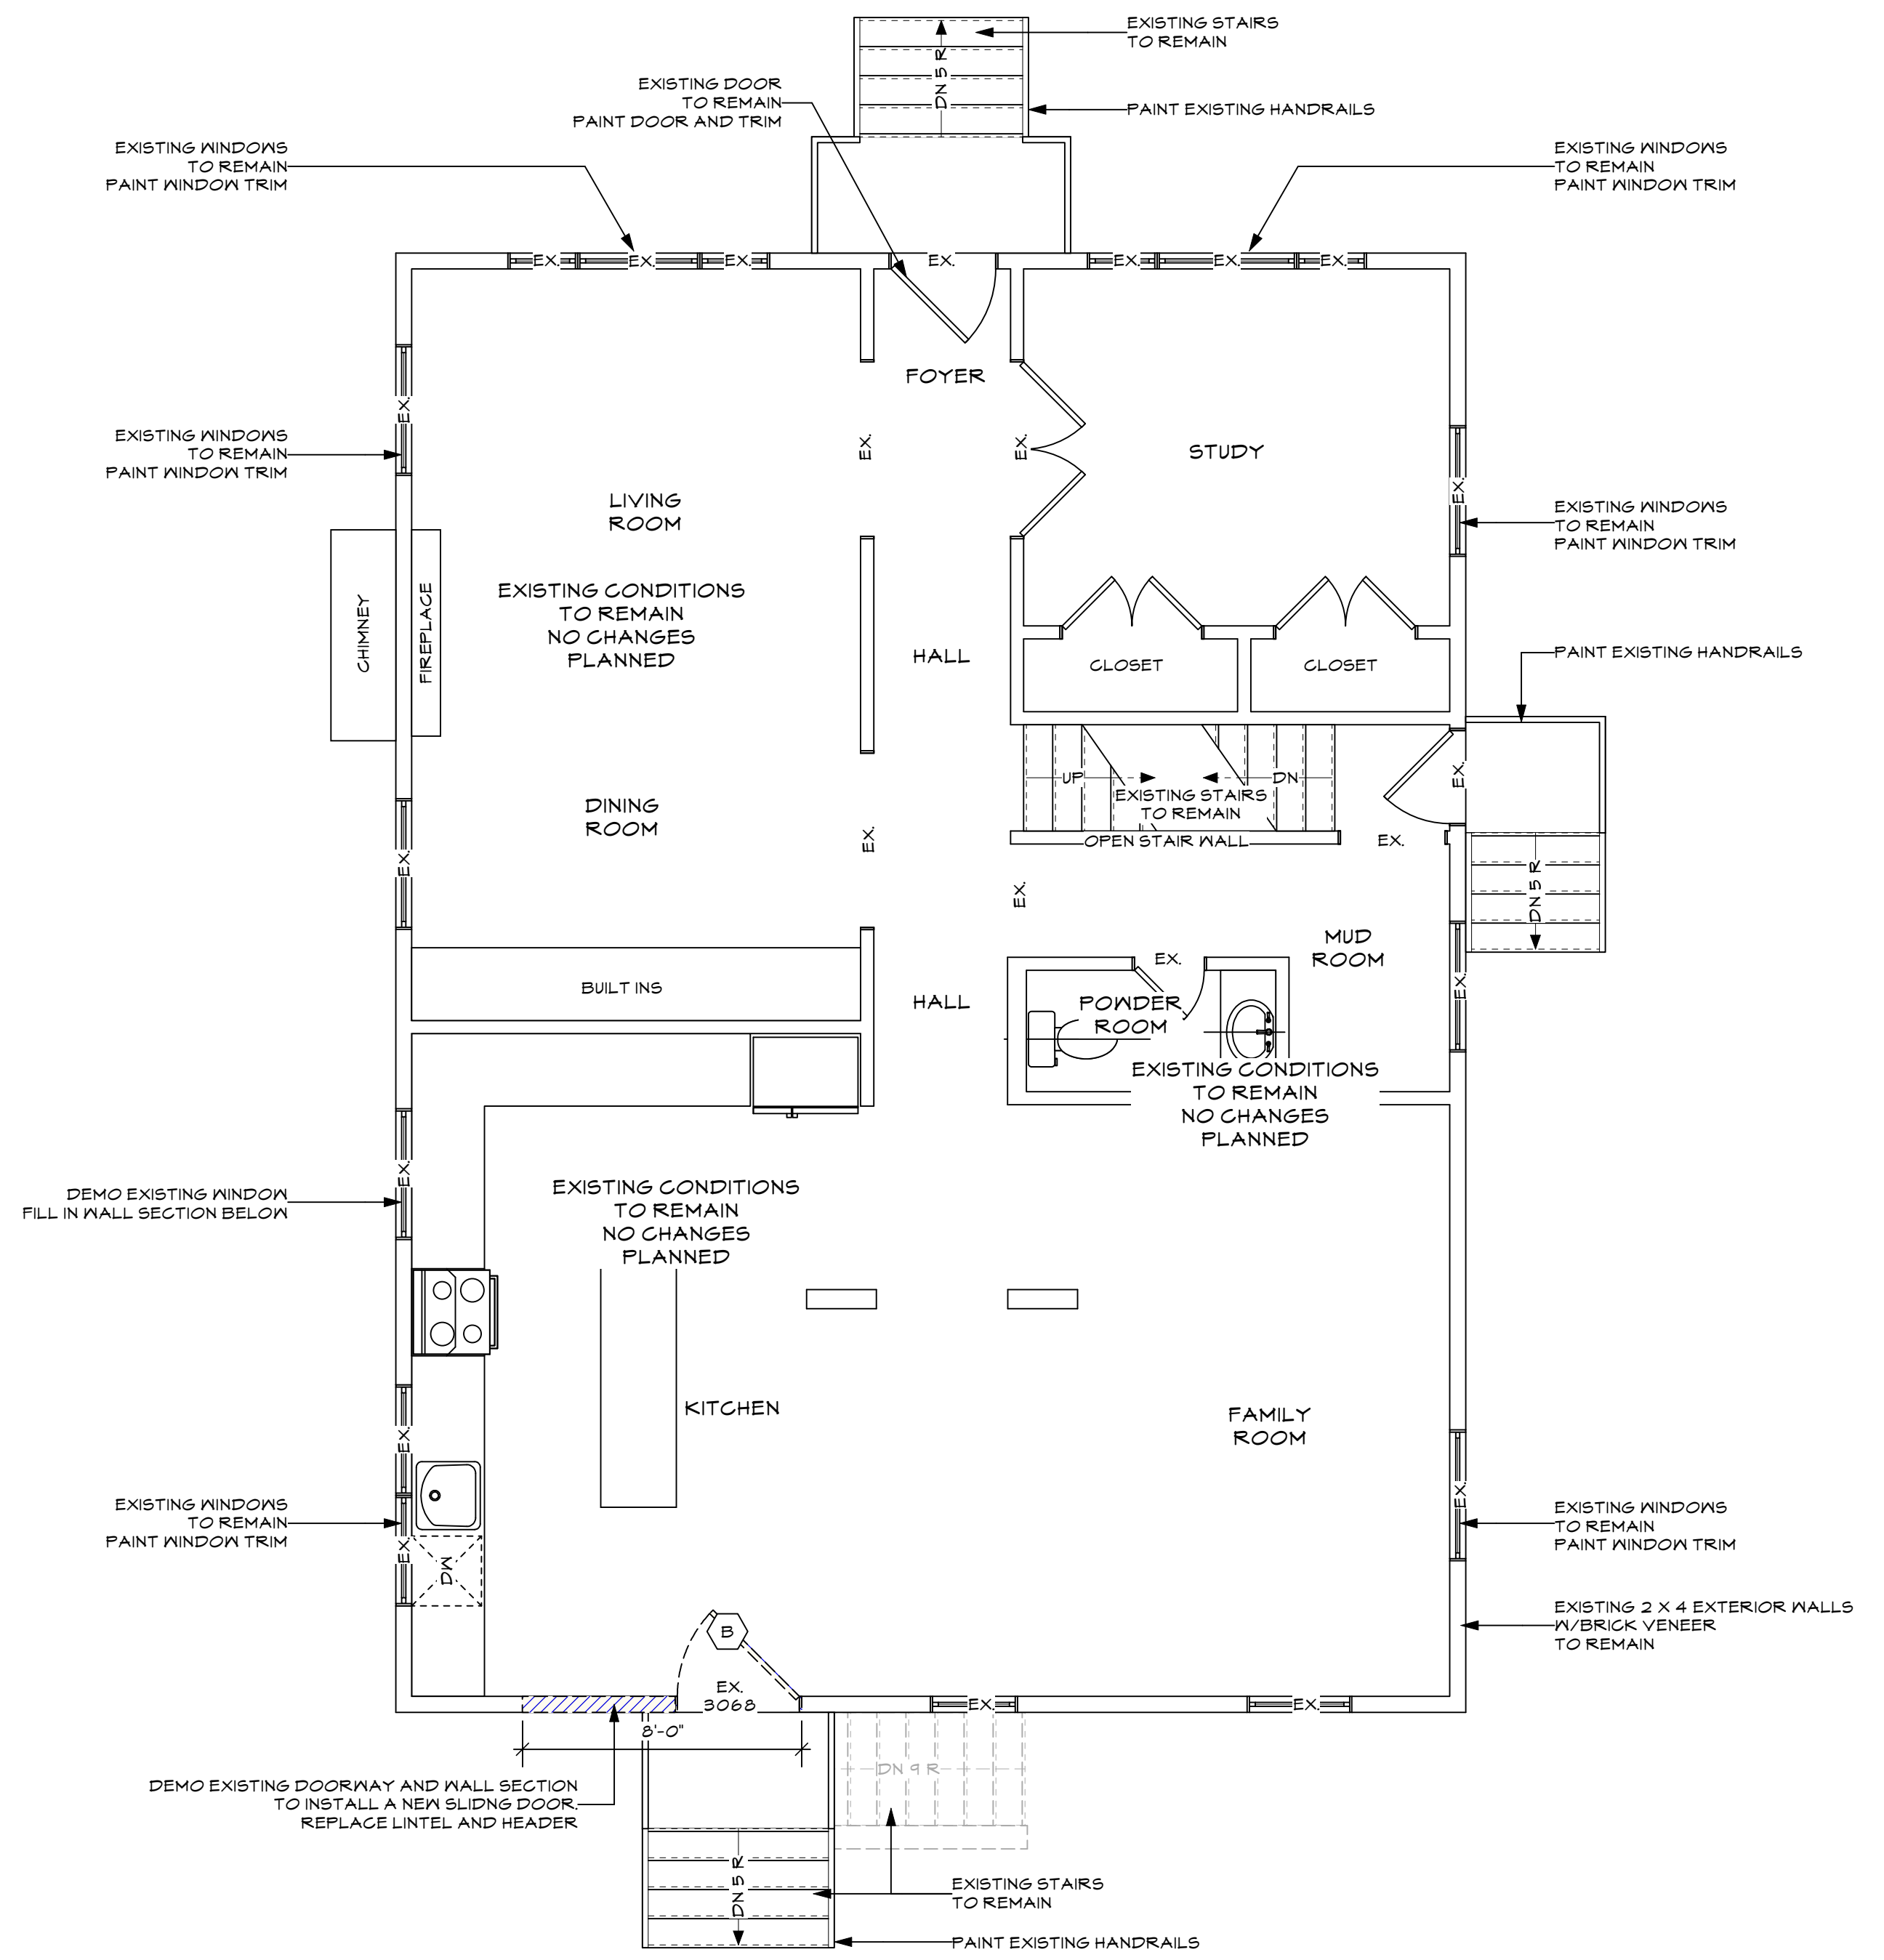 EXISTING STAIRS
TO REMAIN
DN 5 R
EXISTING DOOR
TO REMAIN
PAINT DOOR AND TRIM
PAINT EXISTING HANDRAILS
EXISTING WINDOWS
TO REMAIN
PAINT WINDOW TRIM
EXISTING WINDOWS
TO REMAIN
PAINT WINDOW TRIM
EX.
EX.
EX.
EX.
EX.
EX.
EX.
FOYER
EX.
EXISTING WINDOWS
TO REMAIN
PAINT WINDOW TRIM
EX.
EX.
STUDY
EX.
LIVING
ROOM
EXISTING WINDOWS
TO REMAIN
PAINT WINDOW TRIM
CHIMNEY
FIREPLACE
EXISTING CONDITIONS
TO REMAIN
NO CHANGES
PLANNED
HALL
CLOSET
CLOSET
PAINT EXISTING HANDRAILS
UP
DN
EX.
EXISTING STAIRS
TO REMAIN
OPEN STAIR WALL
EX.
DINING
ROOM
EX.
EX.
EX.
DN 5 R
MUD
ROOM
EX.
EX.
BUILT INS
HALL
POWDER
ROOM
EXISTING CONDITIONS
TO REMAIN
NO CHANGES
PLANNED
EX.
DEMO EXISTING WINDOW
FILL IN WALL SECTION BELOW
EXISTING CONDITIONS
TO REMAIN
NO CHANGES
PLANNED
KITCHEN
FAMILY
ROOM
EX.
EX.
EXISTING WINDOWS
TO REMAIN
PAINT WINDOW TRIM
EX.
DW
EXISTING WINDOWS
TO REMAIN
PAINT WINDOW TRIM
EXISTING 2 X 4 EXTERIOR WALLS
W/BRICK VENEER
TO REMAIN
B
EX.
3068
EX.
EX.
8'-0"
DN 9 R
DEMO EXISTING DOORWAY AND WALL SECTION
TO INSTALL A NEW SLIDNG DOOR.
REPLACE LINTEL AND HEADER
DN 5 R
EXISTING STAIRS
TO REMAIN
PAINT EXISTING HANDRAILS